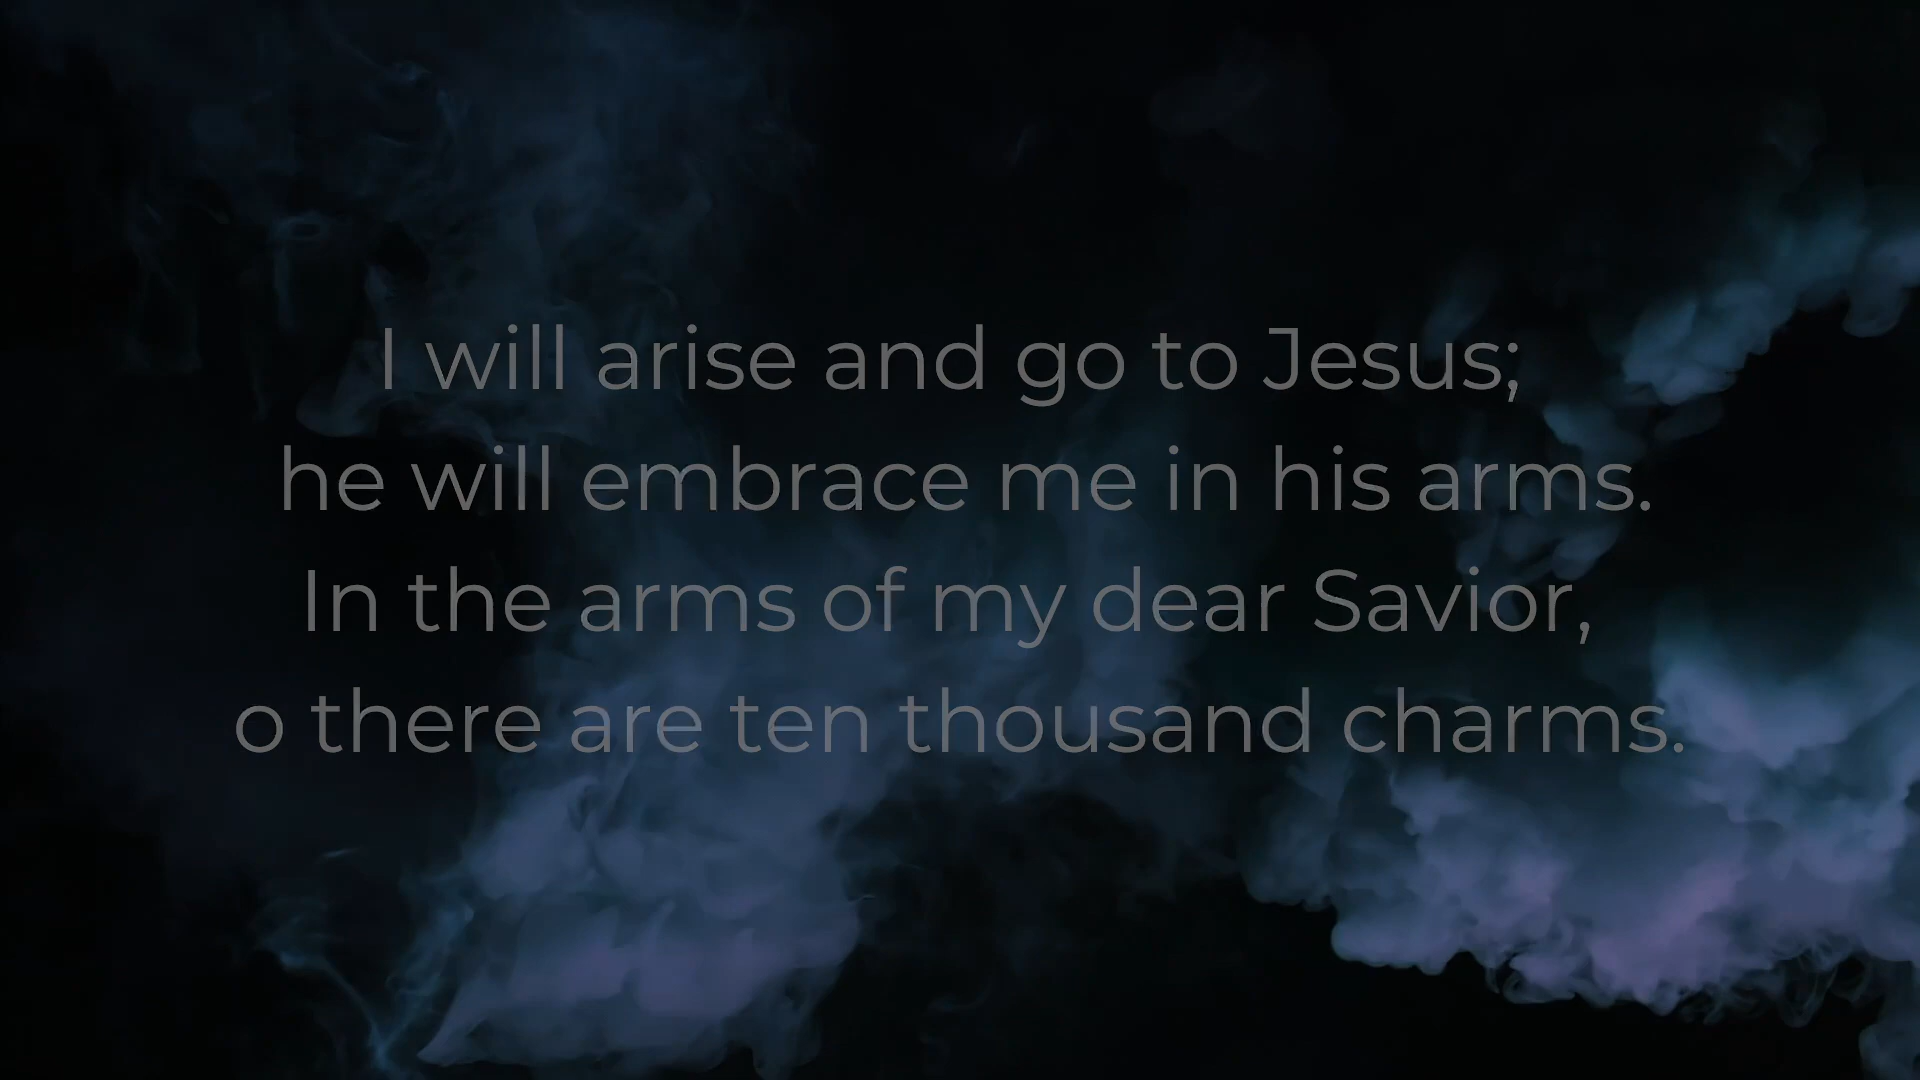 I will arise and go to Jesus;
he will embrace me in his arms.
In the arms of my dear Savior,
o there are ten thousand charms.